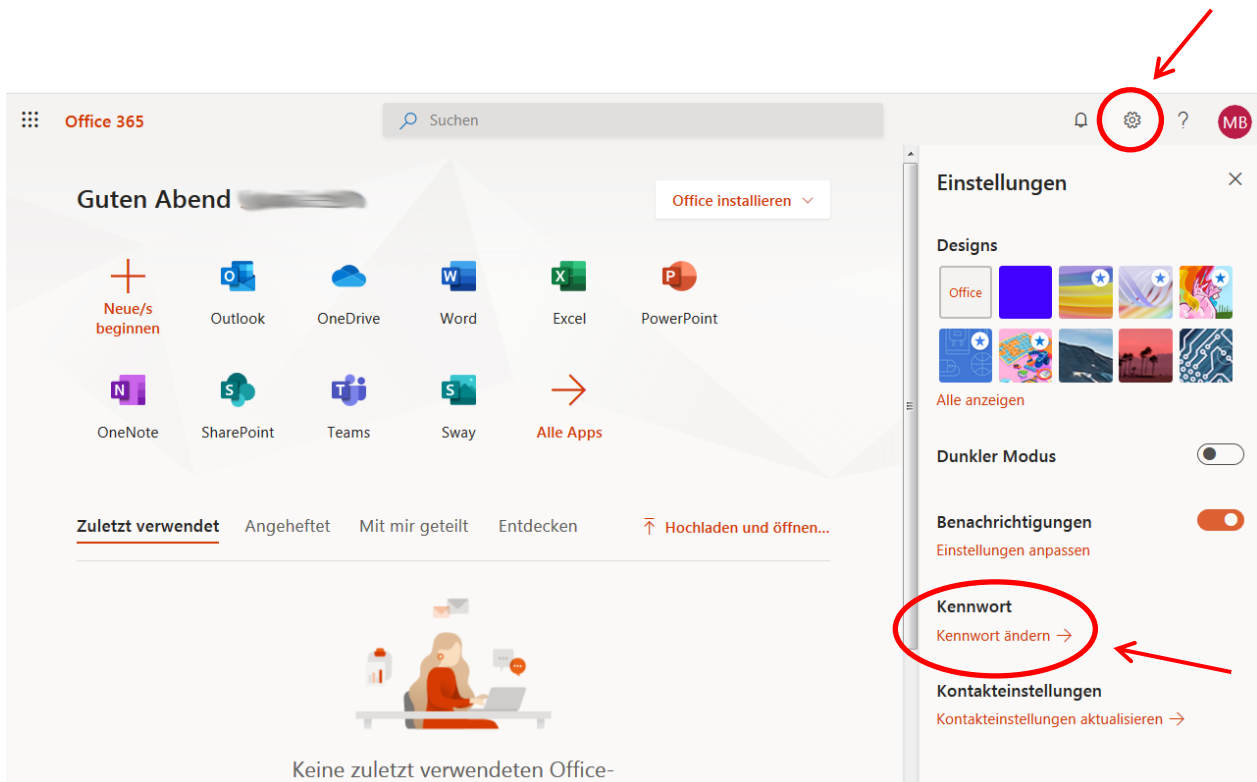 Office 365
Suchen
?
MB
Guten Abend
Office installieren
Neue/s
beginnen
Outlook
OneDrive
Word
Excel
PowerPoint
OneNote
SharePoint
Teams
Sway
Alle Apps
Zuletzt verwendet
Angeheftet
Mit mir geteilt
Entdecken
Hochladen und öffnen...
Keine zuletzt verwendeten Office-
Einstellungen
Designs
Office
Alle anzeigen
Dunkler Modus
Benachrichtigungen
Einstellungen anpassen
Kennwort
Kennwort ändern
Kontakteinstellungen
Kontakteinstellungen aktualisieren